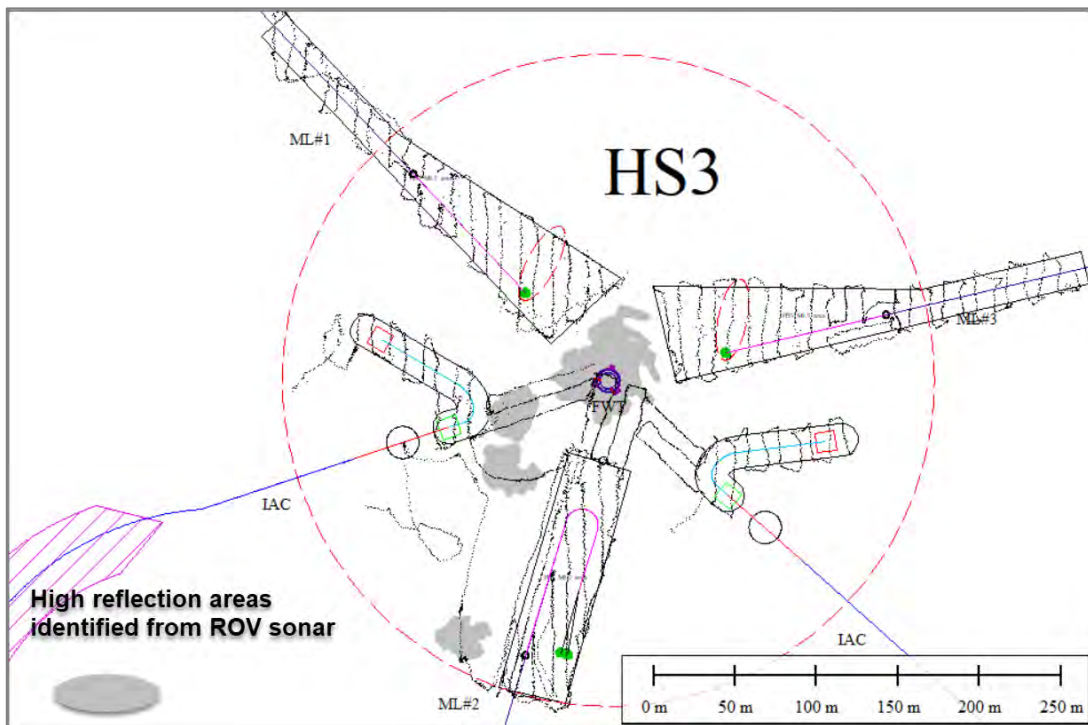 HS3
ML#1
ML#3
FWT
IAC
High reflection areas
identified from ROV sonar
IAC
ML#2
0 m 50 m 100 m 150 m 200 m 250 m